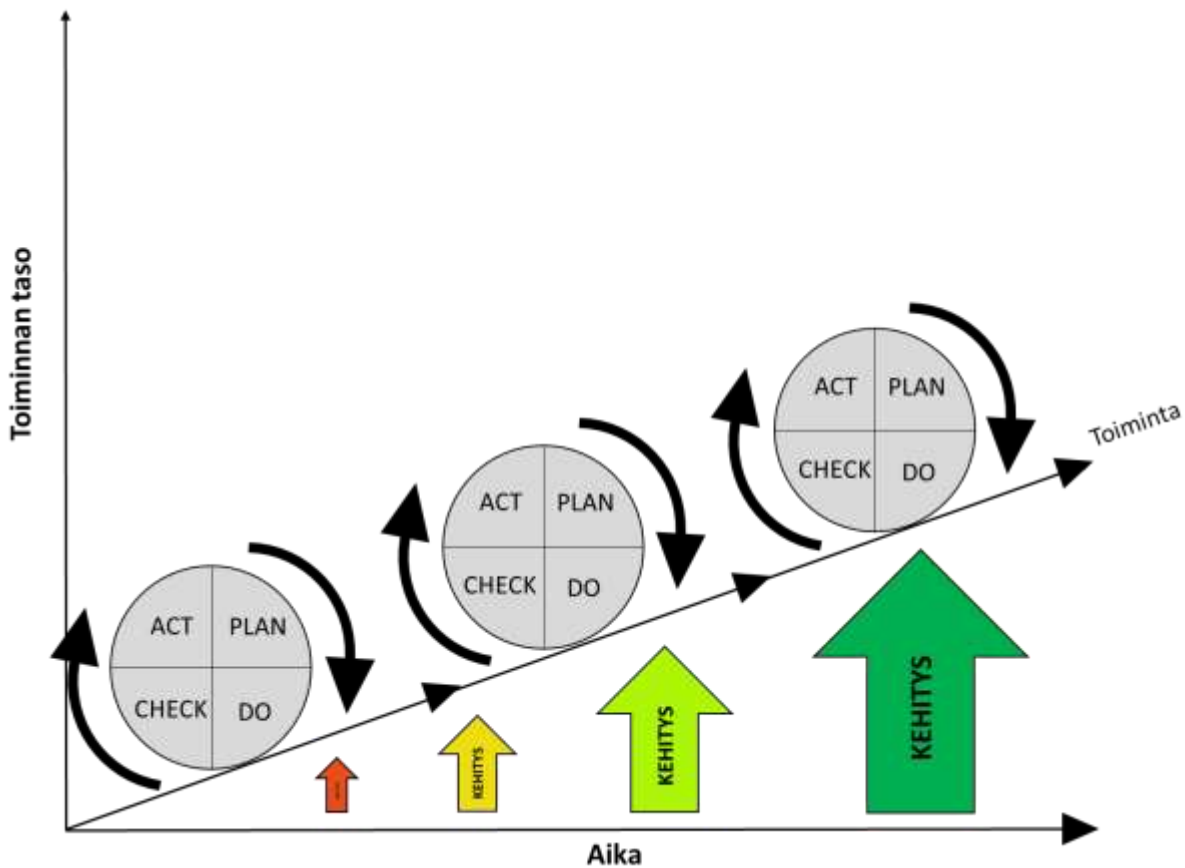 Toiminnan taso
ACT PLAN
CHECK DO
ACT PLAN
CHECK DO
ACT PLAN
CHECK DO
Toiminta
KEHITYS
KEHITYS
KEHITYS
Aika